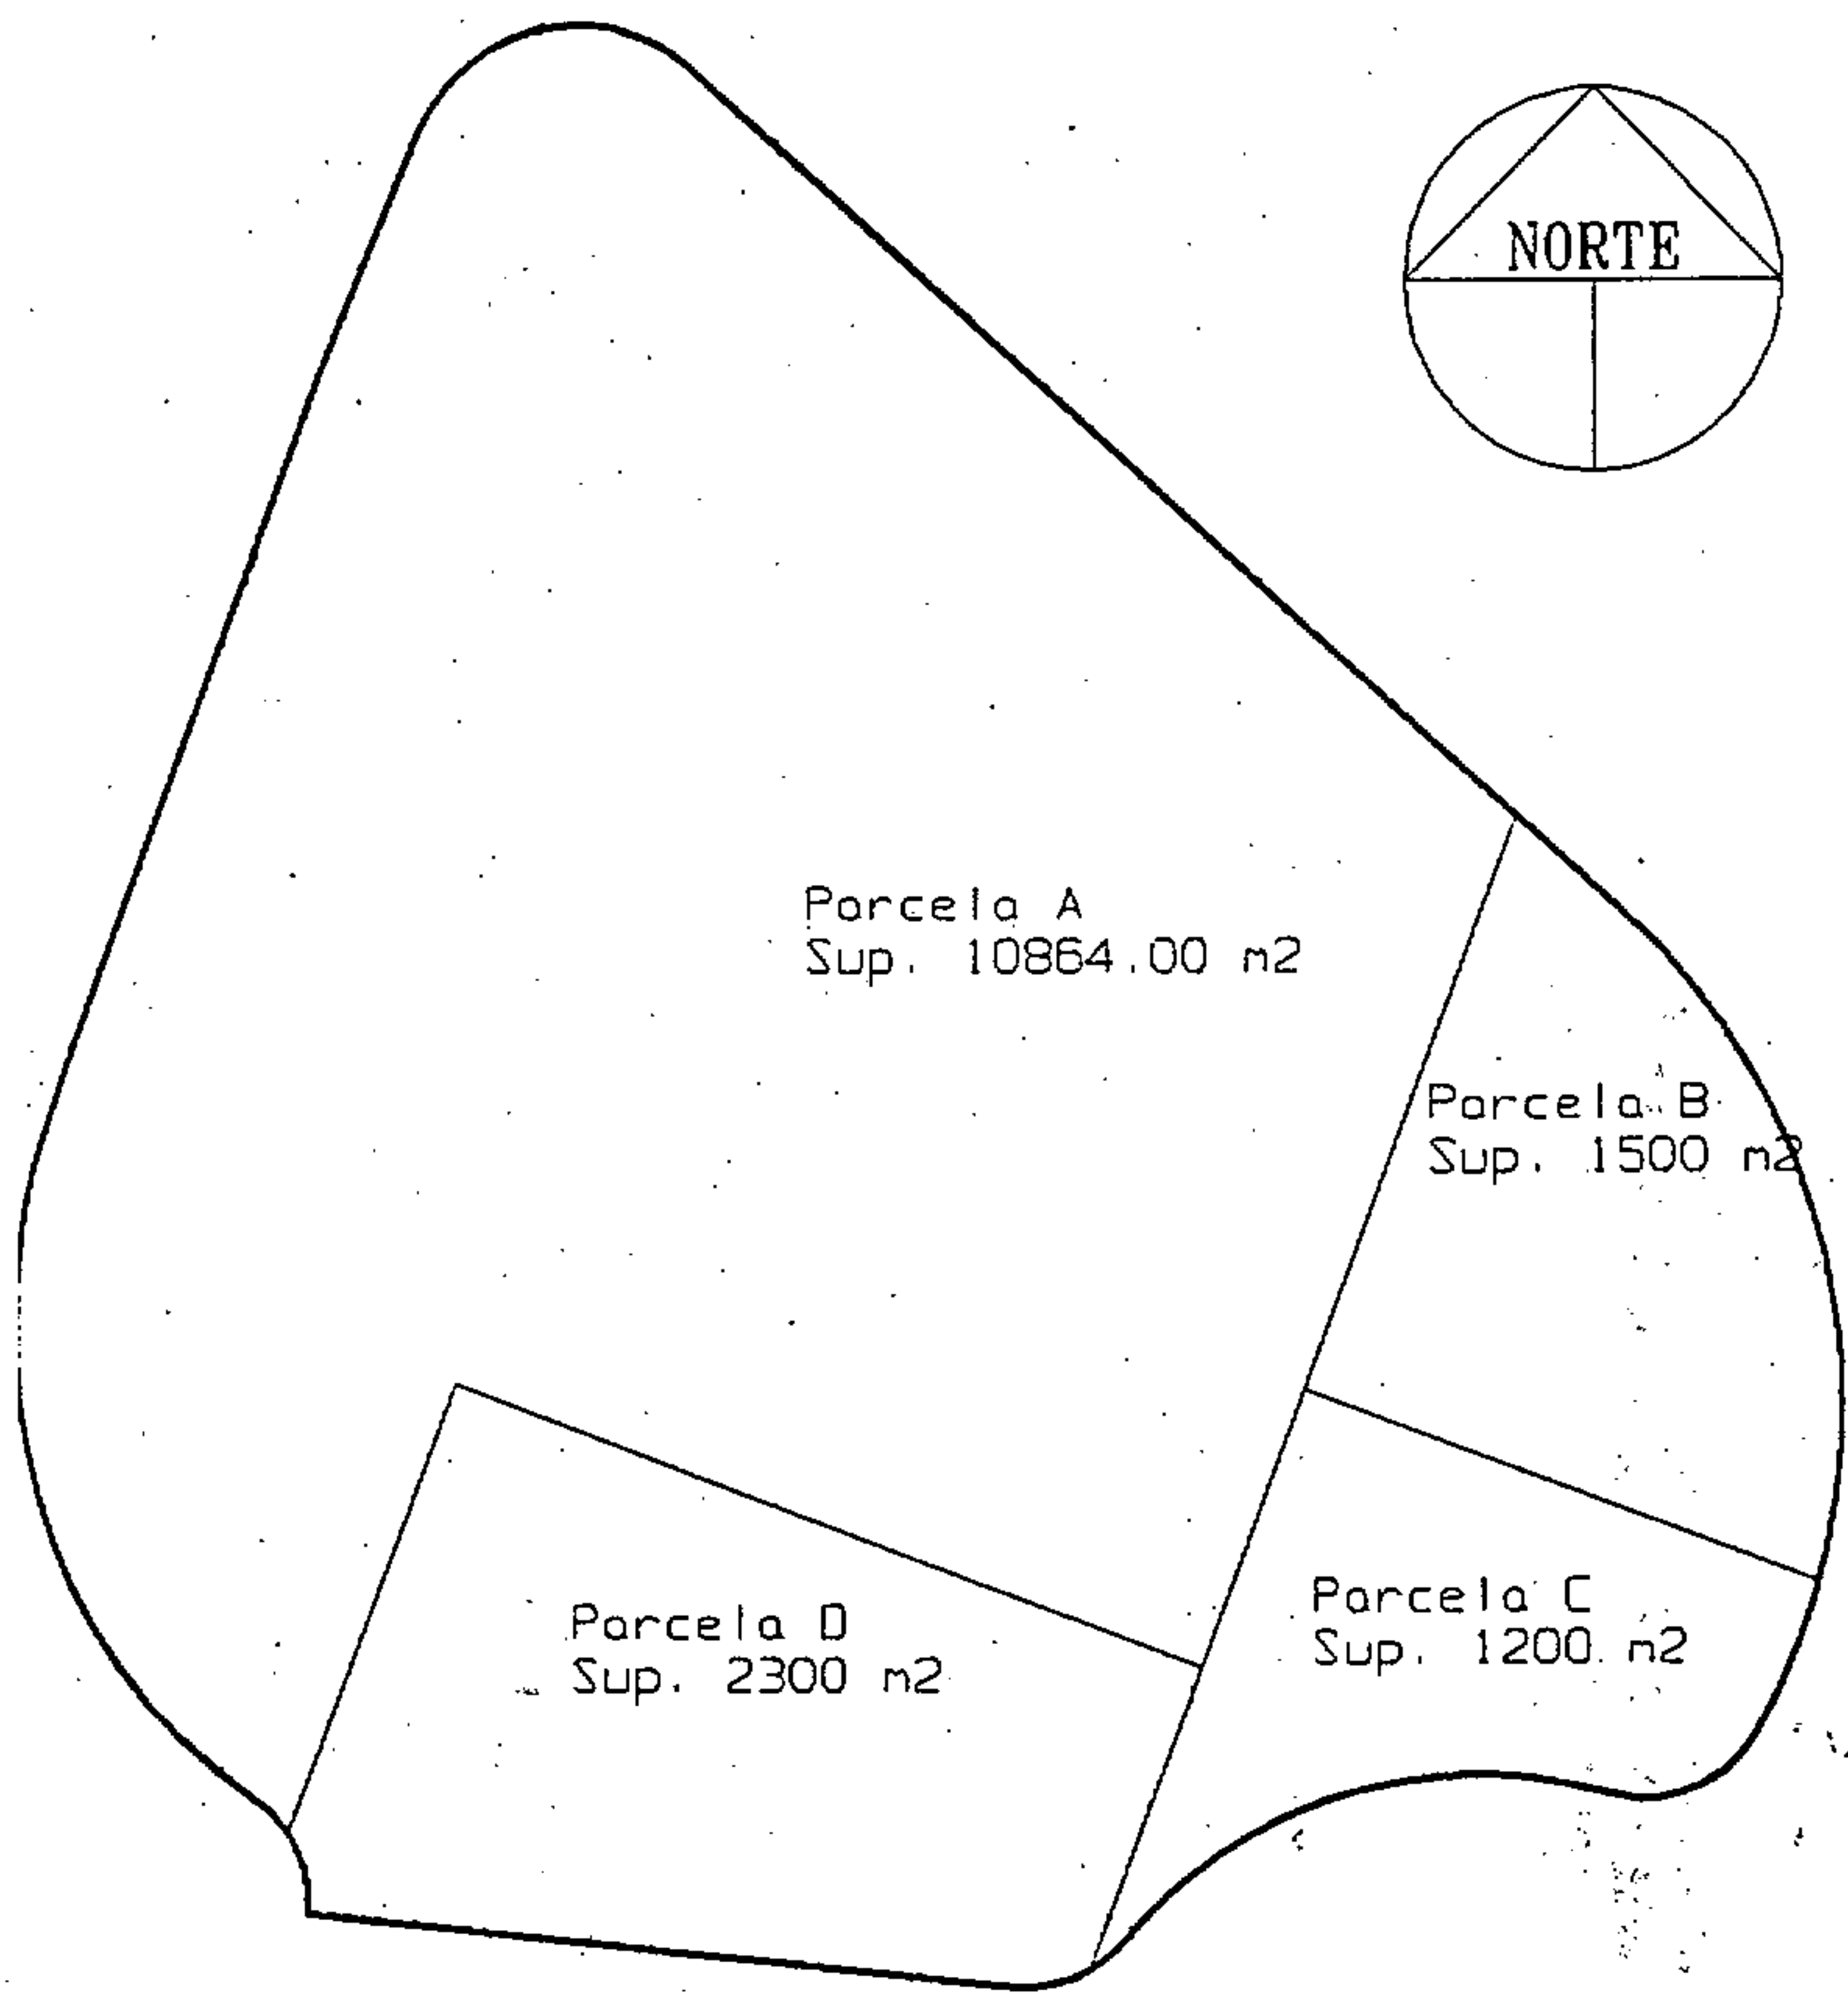 NORTE
Parcela A
Sup. 10864.00 m2
Parcela B
Sup. 1500 m2
Parcela C
Sup. 1200 m2
Parcela D
Sup. 2300 m2